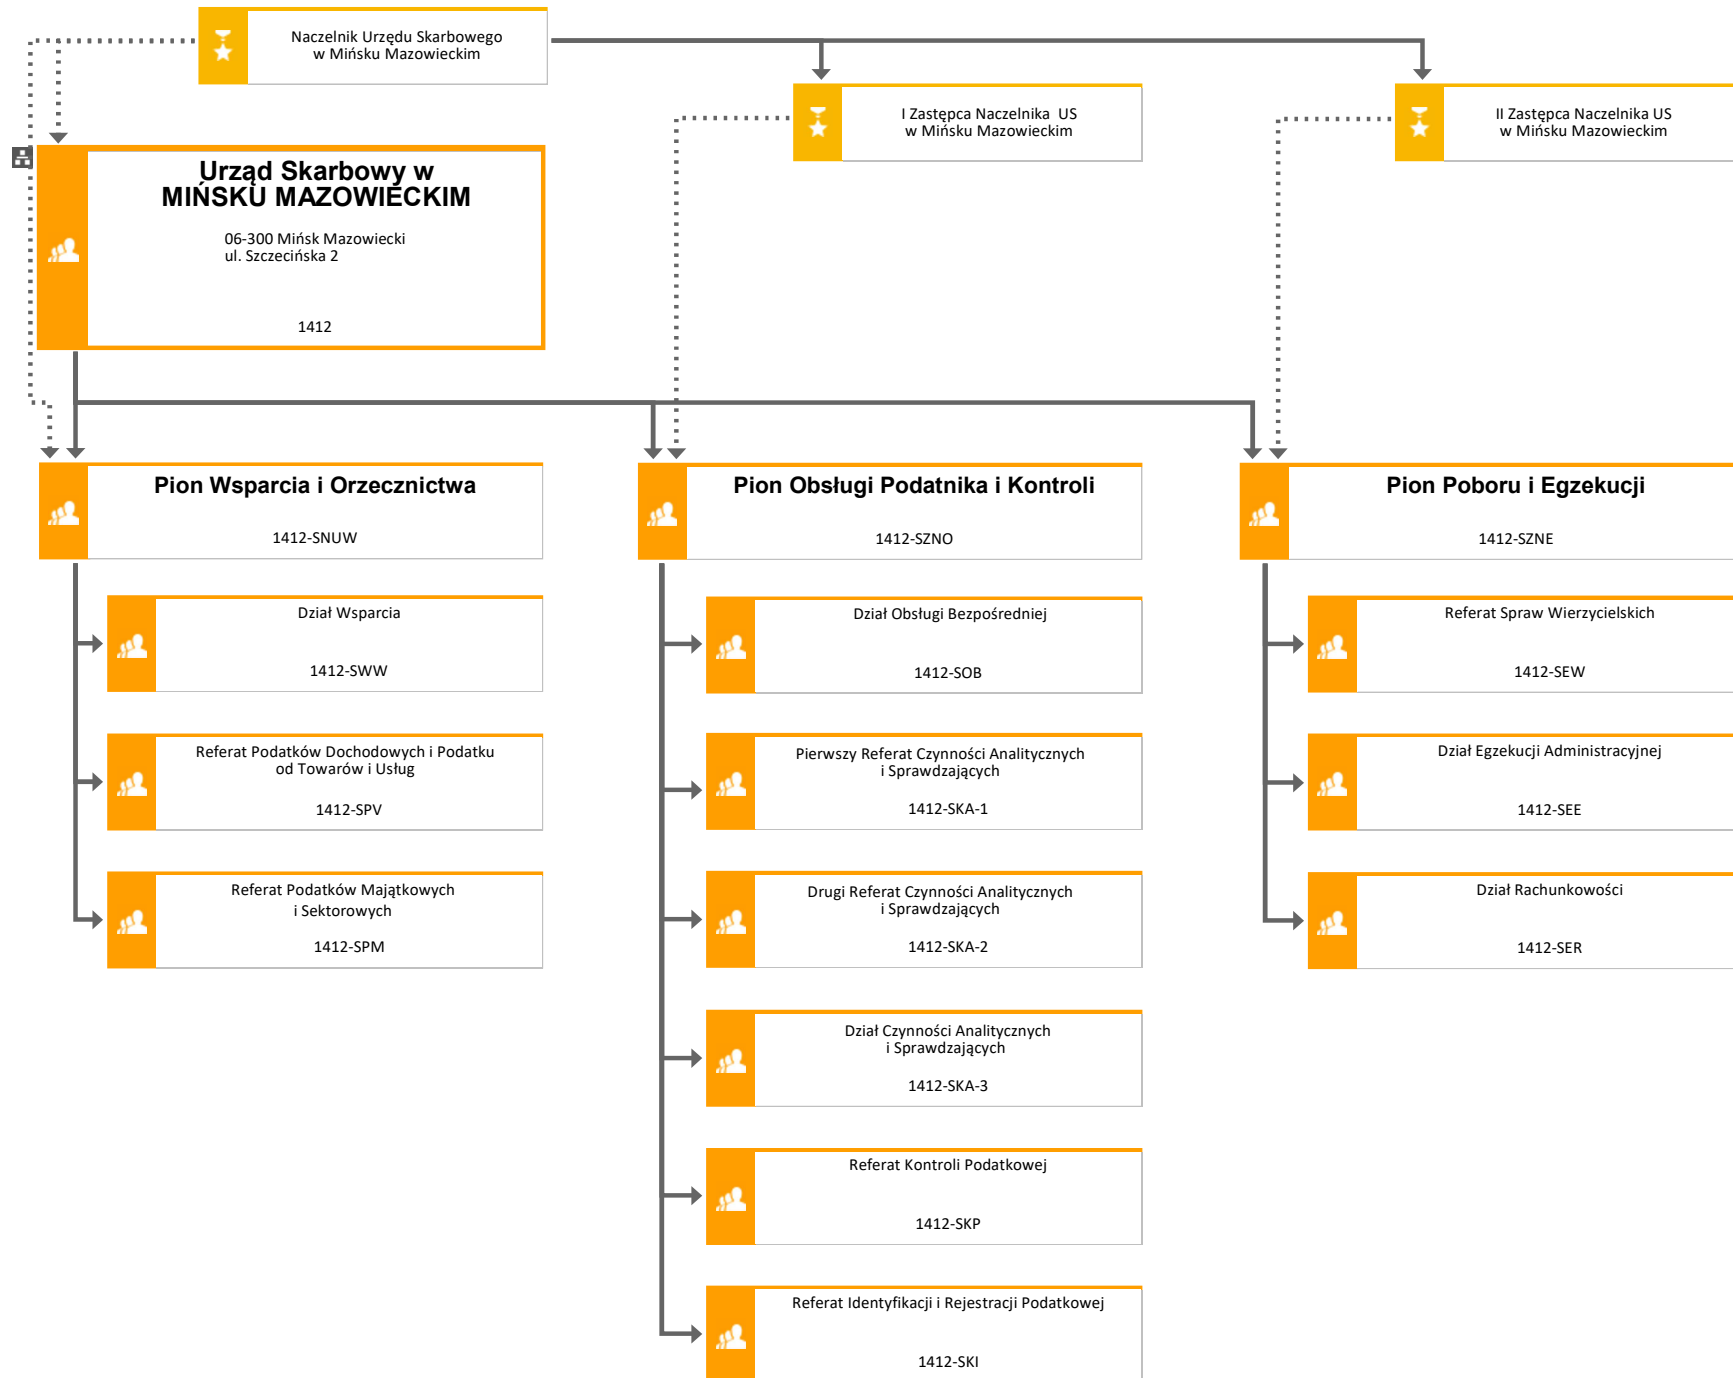 Naczelnik Urzędu Skarbowego
w Mińsku Mazowieckim
I Zastępca Naczelnika US
w Mińsku Mazowieckim
II Zastępca Naczelnika US
w Mińsku Mazowieckim
Urząd Skarbowy w
MIŃSKU MAZOWIECKIM
06-300 Mińsk Mazowiecki
ul. Szczecińska 2
1412
Pion Wsparcia i Orzecznictwa
1412-SNUW
Dział Wsparcia
1412-SWW
Referat Podatków Dochodowych i Podatku
od Towarów i Usług
1412-SPV
Referat Podatków Majątkowych
i Sektorowych
1412-SPM
Pion Obsługi Podatnika i Kontroli
1412-SZNO
Dział Obsługi Bezpośredniej
1412-SOB
Pierwszy Referat Czynności Analitycznych
i Sprawdzających
1412-SKA-1
Drugi Referat Czynności Analitycznych
i Sprawdzających
1412-SKA-2
Dział Czynności Analitycznych
i Sprawdzających
1412-SKA-3
Referat Kontroli Podatkowej
1412-SKP
Referat Identyfikacji i Rejestracji Podatkowej
1412-SKI
Pion Poboru i Egzekucji
1412-SZNE
Referat Spraw Wierzycielskich
1412-SEW
Dział Egzekucji Administracyjnej
1412-SEE
Dział Rachunkowości
1412-SER